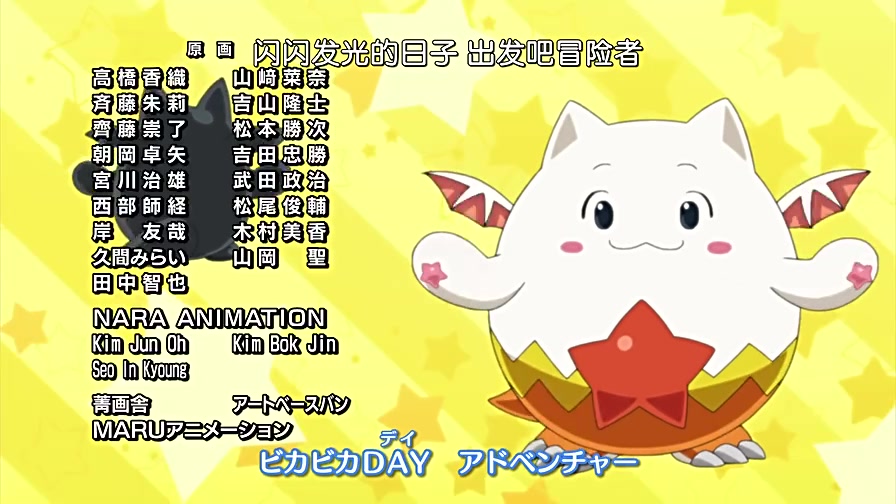 原画
闪闪发光的日子 出发吧冒险者
高橋香織 山﨑菜奈
斉藤朱莉 吉山隆士
齊藤崇了 松本勝次
朝岡卓矢 吉田忠勝
宮川治雄 武田政治
西部師経 松尾俊輔
岸 友哉 木村美香
久間みらい 山岡 聖
田中智也
NARA ANIMATION
Kim Jun Oh Kim Bok Jin
Seo In Kyoung
菁画舎 アートベースバン
MARUアニメーション
デイ
ピカピカDAY アドベンチャー